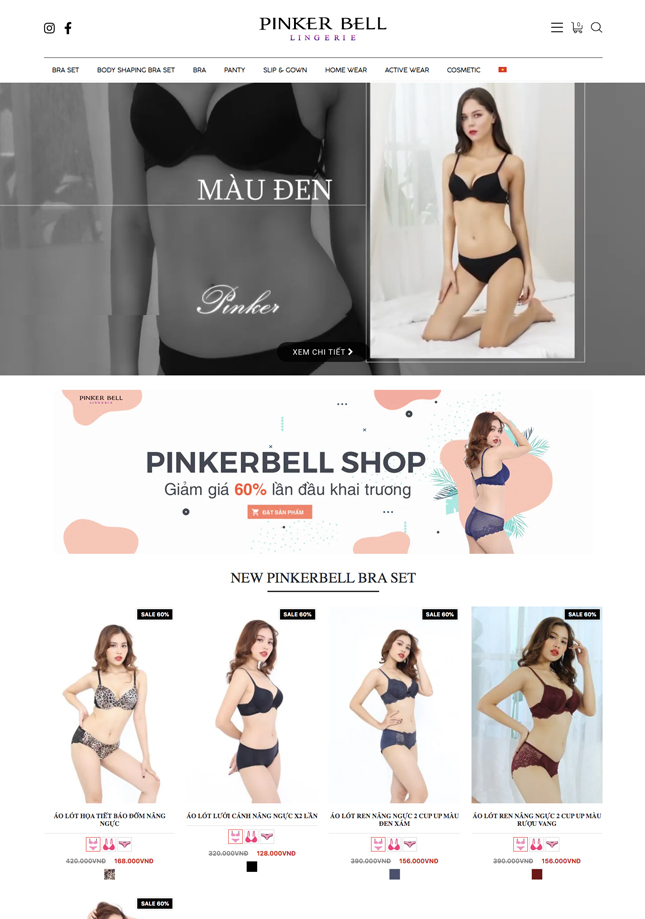 PINKER BELL
LINGERIE
0
BRA SET BODY SHAPING BRA SET BRA PANTY SLIP & GOWN HOME WEAR ACTIVE WEAR COSMETIC
MÀU ĐEN
Pinker
XEM CHI TIẾT
PINKER BELL
LINGERIE
PINKERBELL SHOP
Giảm giá 60% lần đầu khai trương
ĐẶT SẢN PHẨM
NEW PINKERBELL BRA SET
SALE 60% SALE 60% SALE 60% SALE 60%
ÁO LÓT HỌA TIẾT BÁO ĐỐM NÂNG
NGỰC
420.000VNĐ 168.000VNĐ
ÁO LÓT LƯỚI CÁNH NÂNG NGỰC X2 LẦN
320.000VNĐ 128.000VNĐ
ÁO LÓT REN NÂNG NGỰC 2 CUP UP MÀU
ĐEN XÁM
390.000VNĐ 156.000VNĐ
ÁO LÓT REN NÂNG NGỰC 2 CUP UP MÀU
RƯỢU VANG
390.000VNĐ 156.000VNĐ
SALE 60%